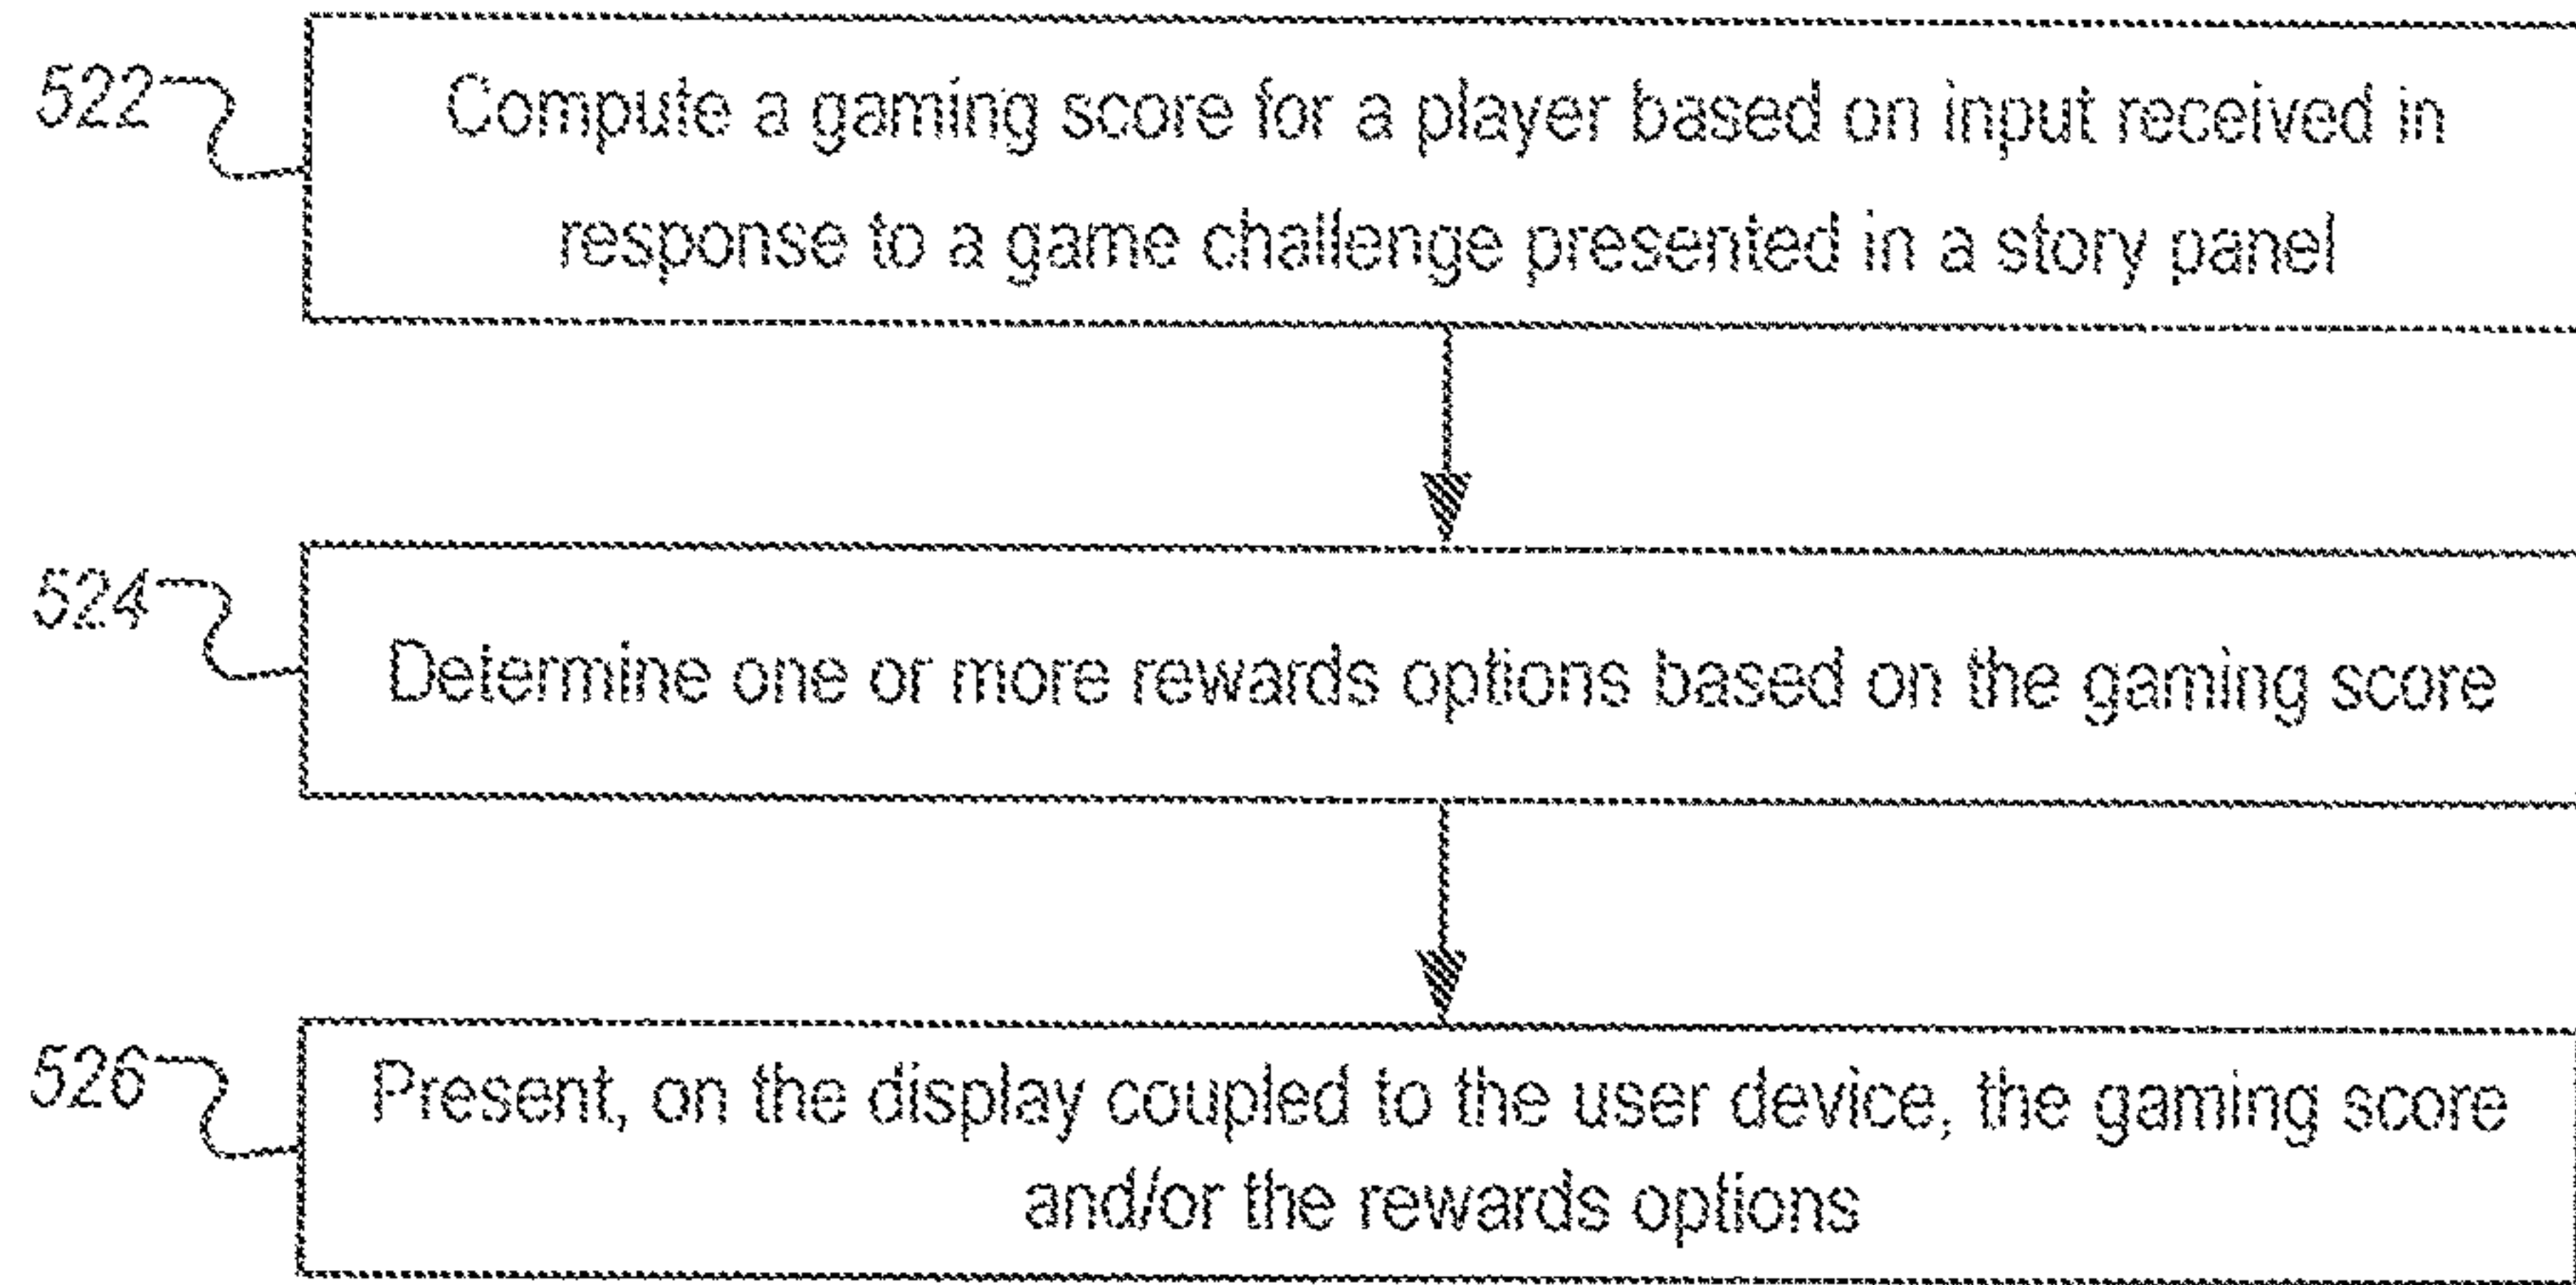 522
Compute a gaming score for a player based on input received in
response to a game challenge presented in a story panel
524
Determine one or more rewards options based on the gaming score
526
Present, on the display coupled to the user device, the gaming score
and/or the rewards options